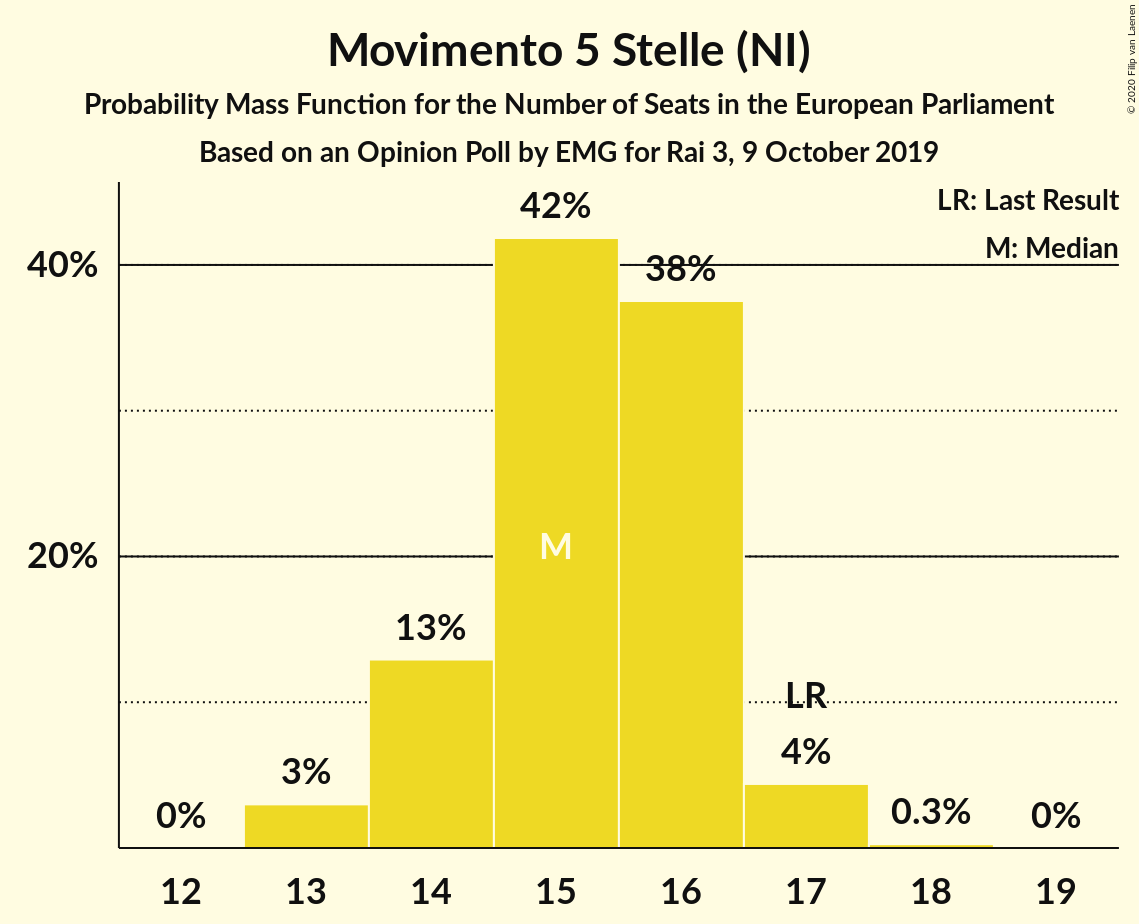 Movimento 5 Stelle (NI)
Probability Mass Function for the Number of Seats in the European Parliament
Based on an Opinion Poll by EMG for Rai 3, 9 October 2019
© 2020 Filip van Laenen
LR: Last Result
M: Median
42%
40%
38%
20%
M
13%
LR
4%
3%
0.3%
0%
0%
12 13 14 15 16 17 18 19